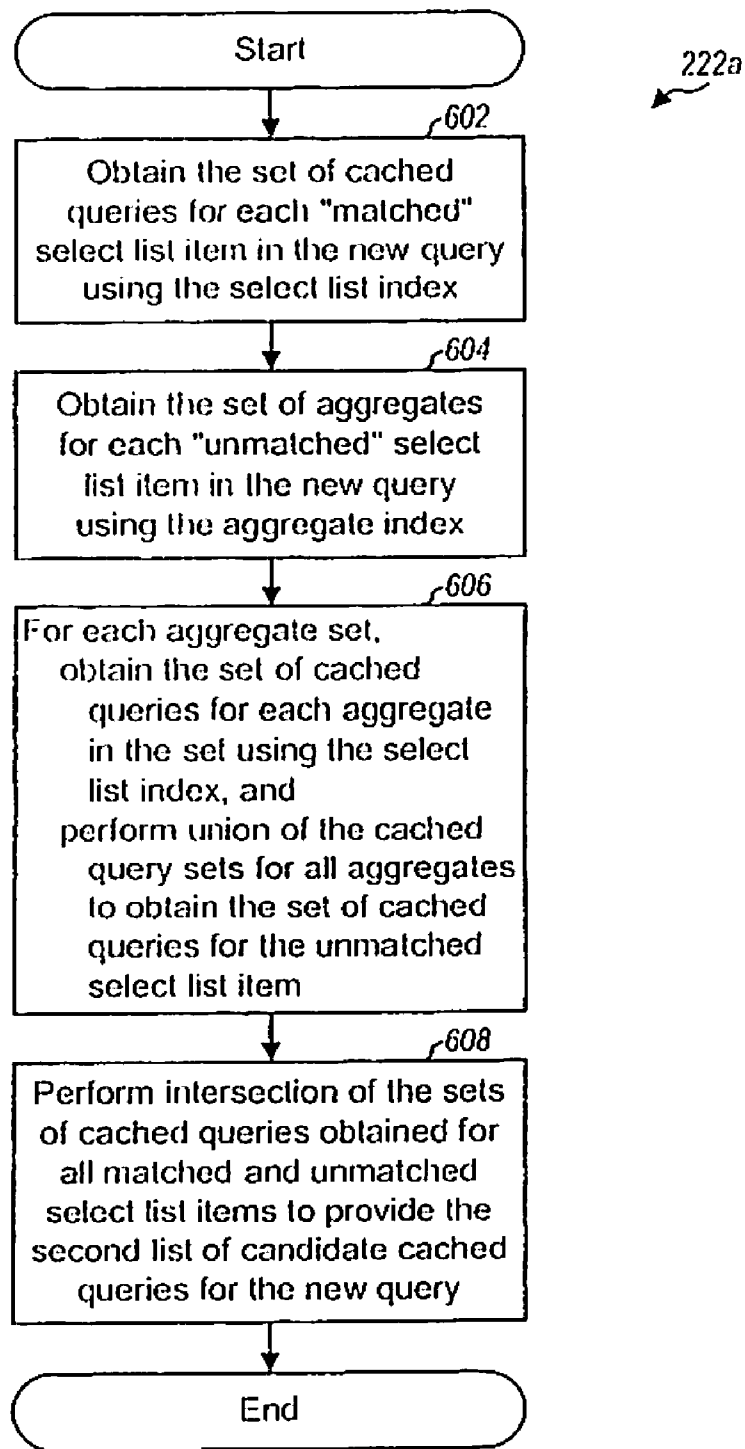 Start
222a
602
Obtain the set of cached
queries for each "matched"
select list item in the new query
using the select list index
604
Obtain the set of aggregates
for each "unmatched" select
list item in the new query
using the aggregate index
606
For each aggregate set,
obtain the set of cached
queries for each aggregate
in the set using the select
list index, and
perform union of the cached
query sets for all aggregates
to obtain the set of cached
queries for the unmatched
select list item
608
Perform intersection of the sets
of cached queries obtained for
all matched and unmatched
select list items to provide the
second list of candidate cached
queries for the new query
End